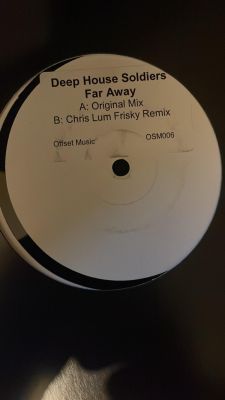 Deep House Soldiers
Far Away
A: Original Mix
B: Chris Lum Frisky Remix
Offset Music OSM006